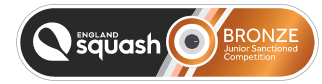 ENGLAND
squash
BRONZE
Junior Sanctioned
Competition